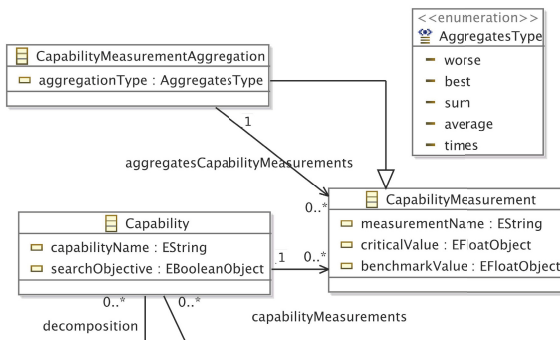 <<enumeration>>
AggregatesType
worse
best
sum
average
times
CapabilityMeasurementAggregation
aggregationType : AggregatesType
1
aggregatesCapabilityMeasurements
0..*
CapabilityMeasurement
measurementName : EString
criticalValue : EFloatObject
benchmarkValue : EFloatObject
Capability
capabilityName : EString
searchObjective : EBooleanObject
1
0..*
0..*
0..*
decomposition
capabilityMeasurements